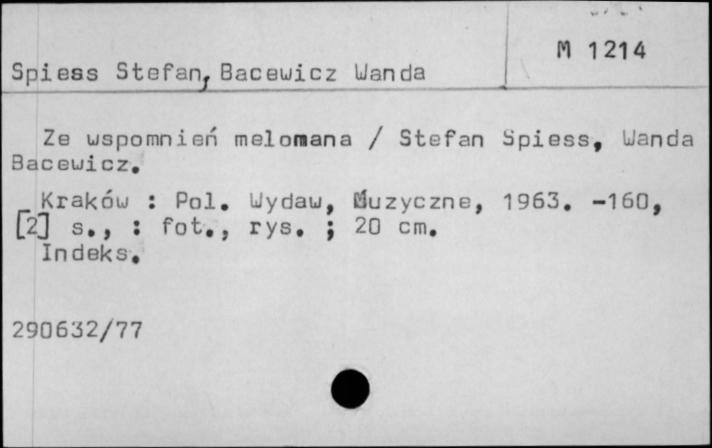 M 1214
Spiess Stefan, Bacewicz Wanda
Ze wspomnień melomana / Stefan Spiess, Wanda
Bacewicz.
Kraków : Pol. Wydaw, Muzyczne, 1963. -160,
[2] s., : fot., rys. ; 20 cm.
Indeks.
290632/77